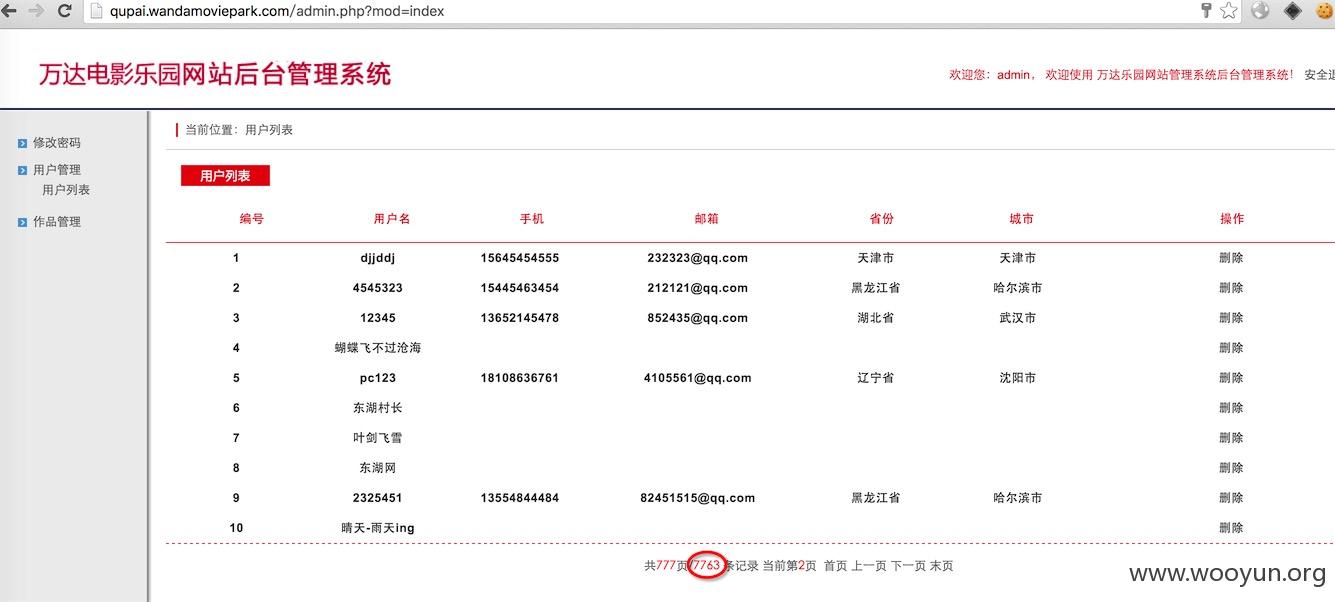 qupai.wandamoviepark.com/admin.php?mod=index
万达电影乐园网站后台管理系统
欢迎您：admin， 欢迎使用 万达乐园网站管理系统后台管理系统！ 安全退
当前位置：用户列表
修改密码
用户管理
用户列表
作品管理
用户列表
编号 用户名 手机 邮箱 省份 城市 操作
1 djjddj 15645454555 232323@qq.com 天津市 天津市 删除
2 4545323 15445463454 212121@qq.com 黑龙江省 哈尔滨市 删除
3 12345 13652145478 852435@qq.com 湖北省 武汉市 删除
4 蝴蝶飞不过沧海 删除
5 pc123 18108636761 4105561@qq.com 辽宁省 沈阳市 删除
6 东湖村长 删除
7 叶剑飞雪 删除
8 东湖网 删除
9 2325451 13554844484 82451515@qq.com 黑龙江省 哈尔滨市 删除
10 晴天-雨天ing 删除
共777页/7763 条记录 当前第2页 首页 上一页 下一页 末页
www.wooyun.org